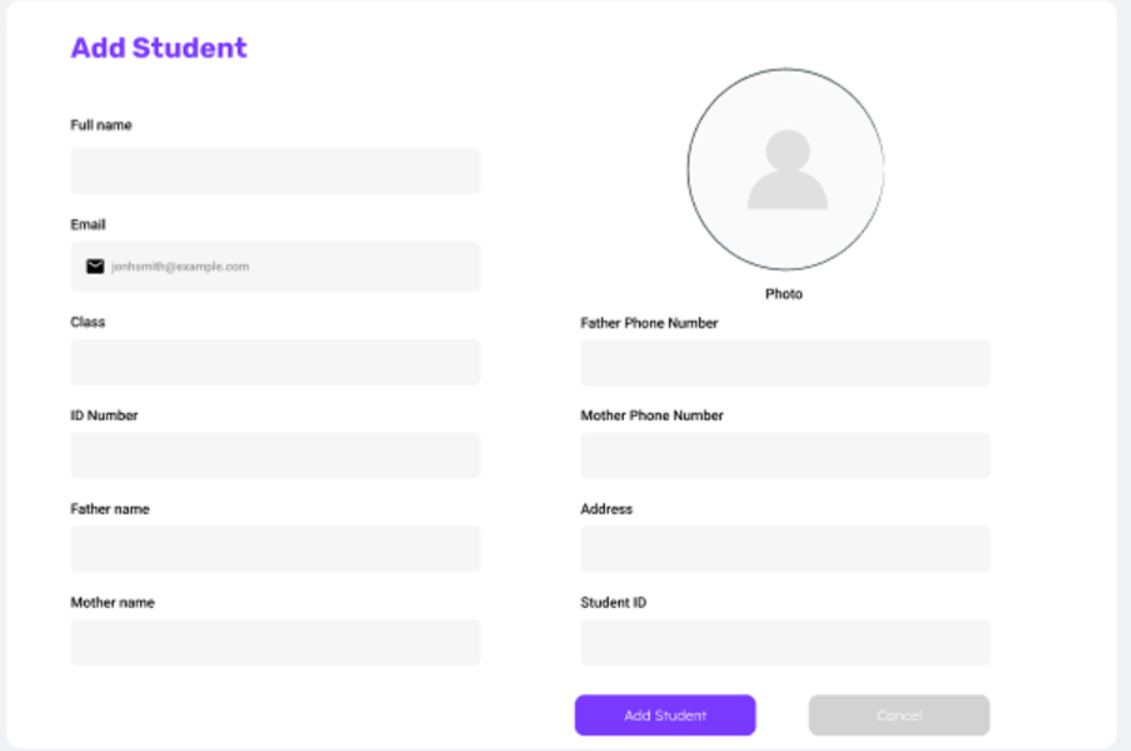 Add Student
Full name
Email
jonhsmith@example.com
Class
ID Number
Father name
Mother name
Photo
Father Phone Number
Mother Phone Number
Address
Student ID
Add Student
Cancel